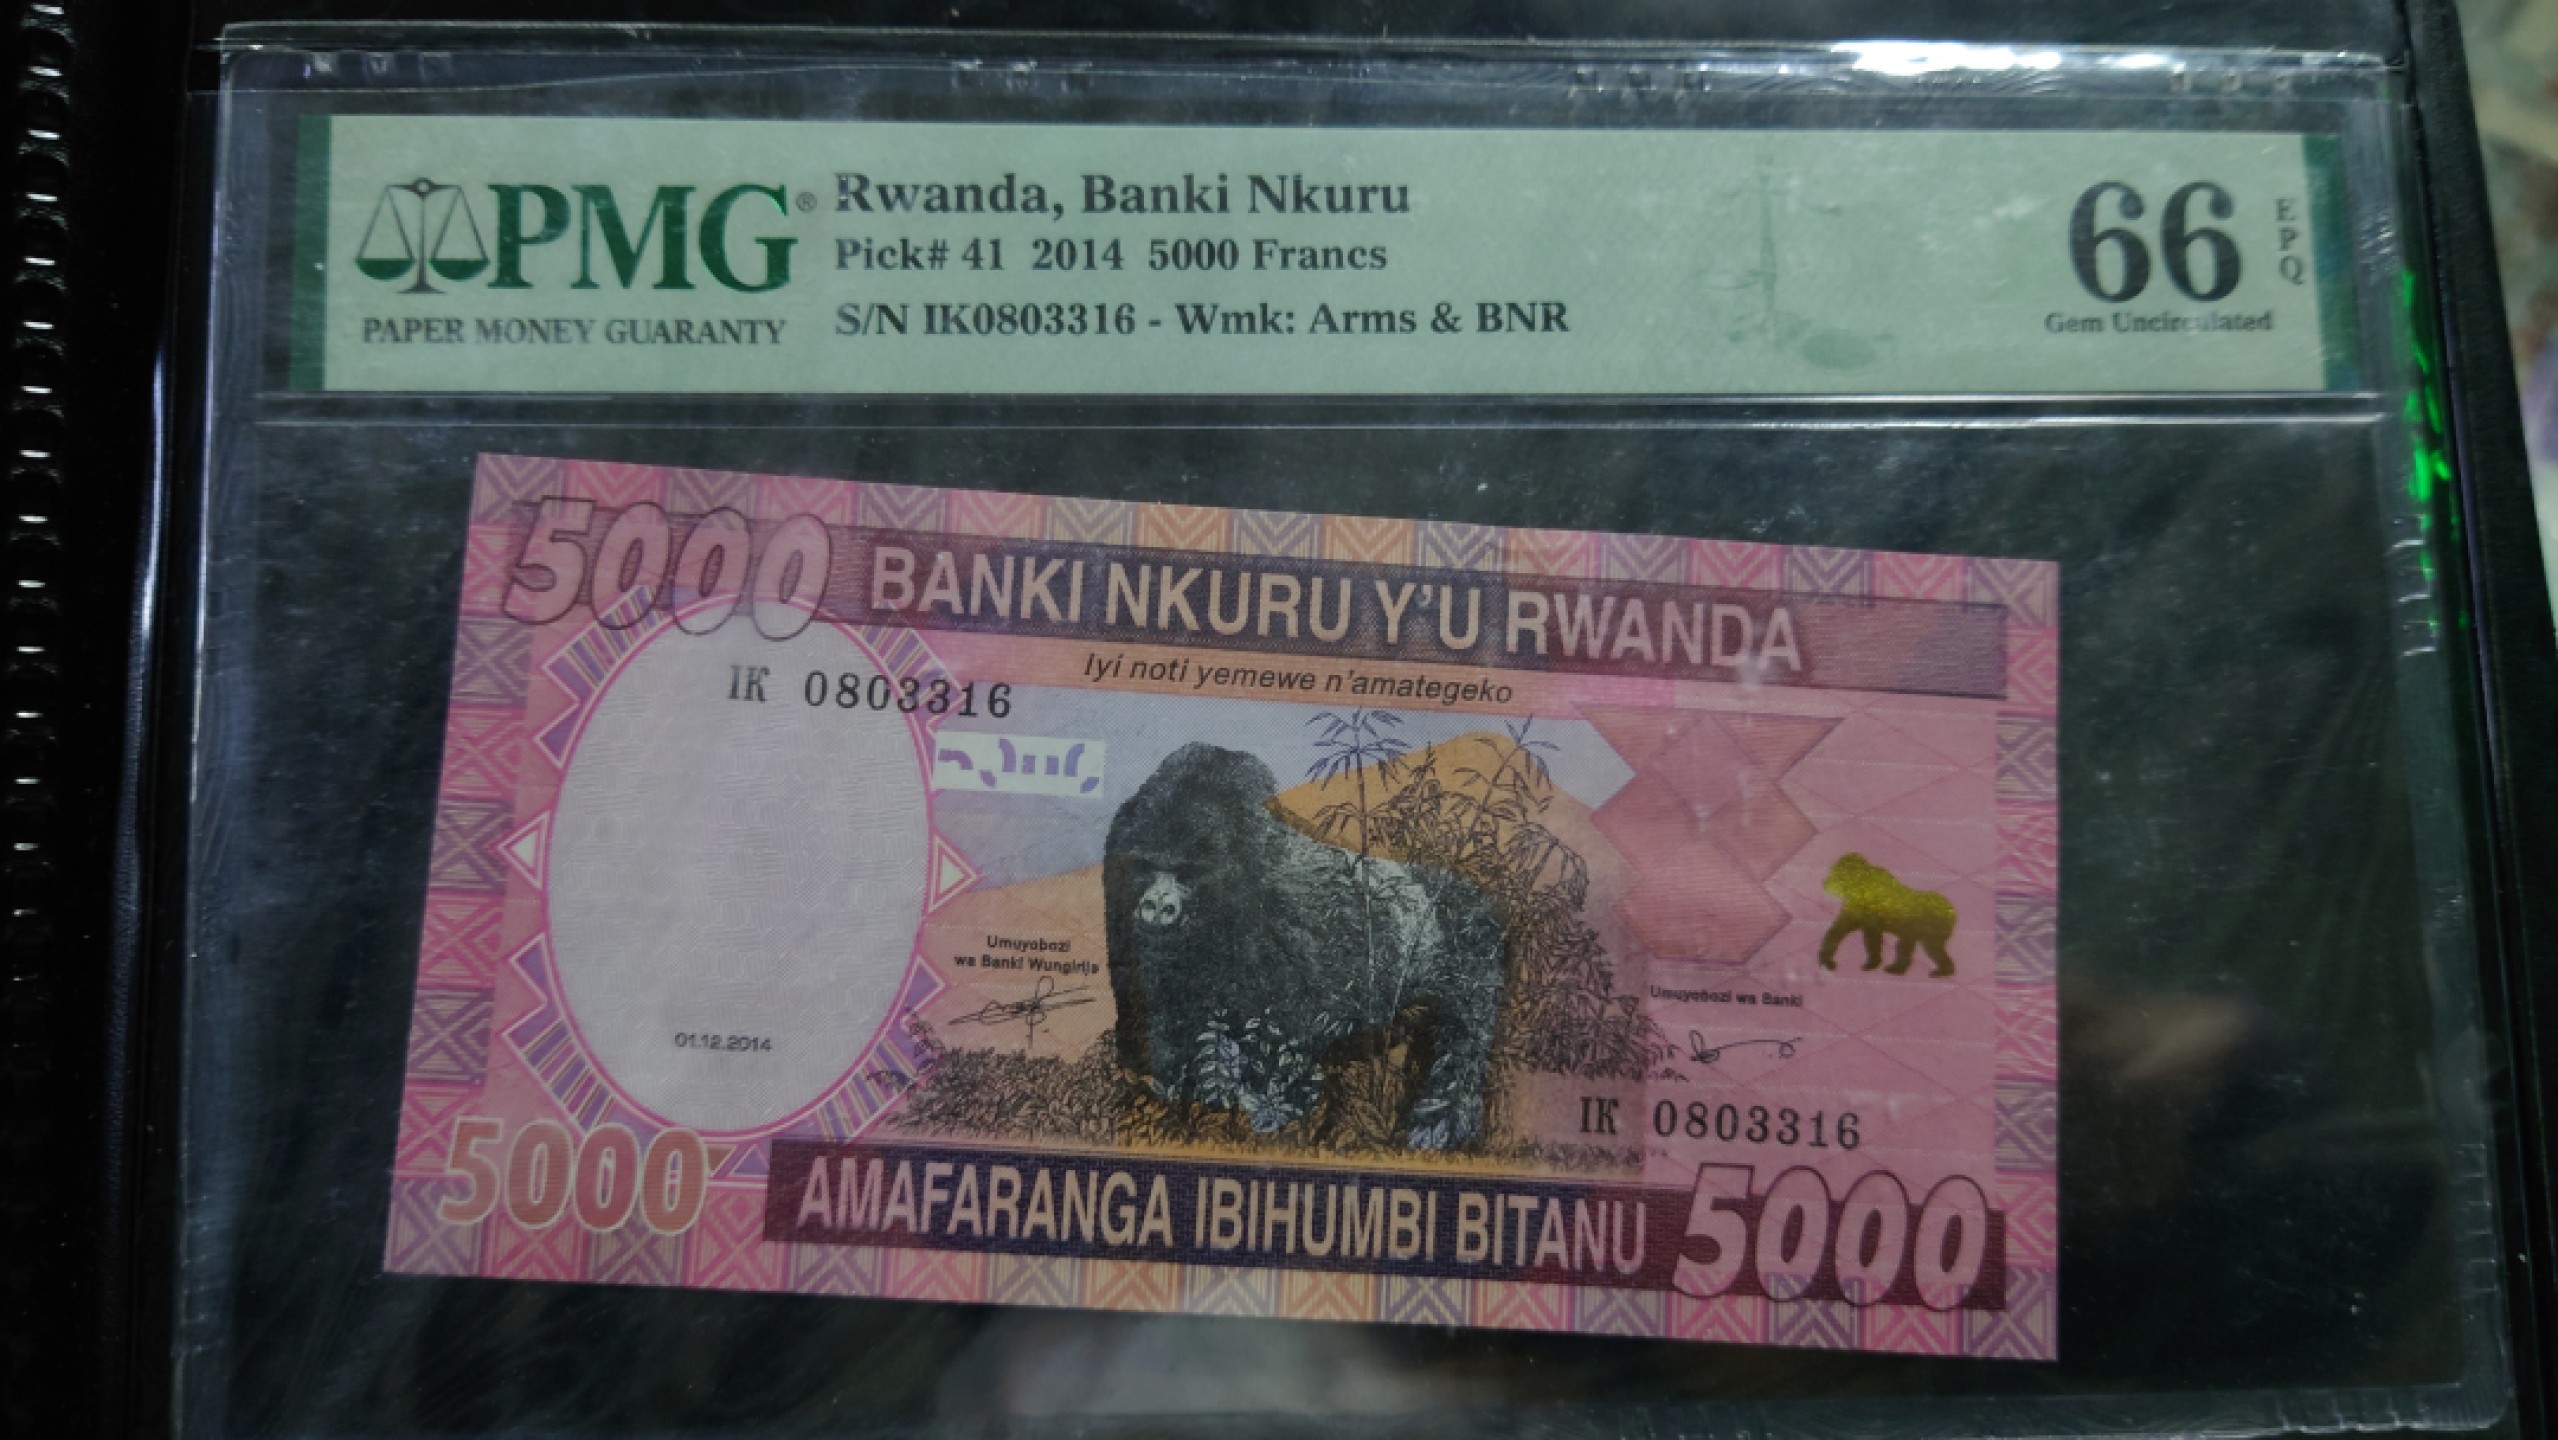 PMG®
PAPER MONEY GUARANTY
Rwanda, Banki Nkuru
Pick# 41 2014 5000 Francs
S/N IK0803316 - Wmk: Arms & BNR
66
EPQ
Gem Uncirculated
5000
BANKI NKURU Y'U RWANDA
Iyi noti yemewe n'amategeko
IK 0803316
Umuyobozi
wa Banki Wungirije
Umuyobozi wa Banki
01.12.2014
IK 0803316
5000
AMAFARANGA IBIHUMBI BITANU
5000